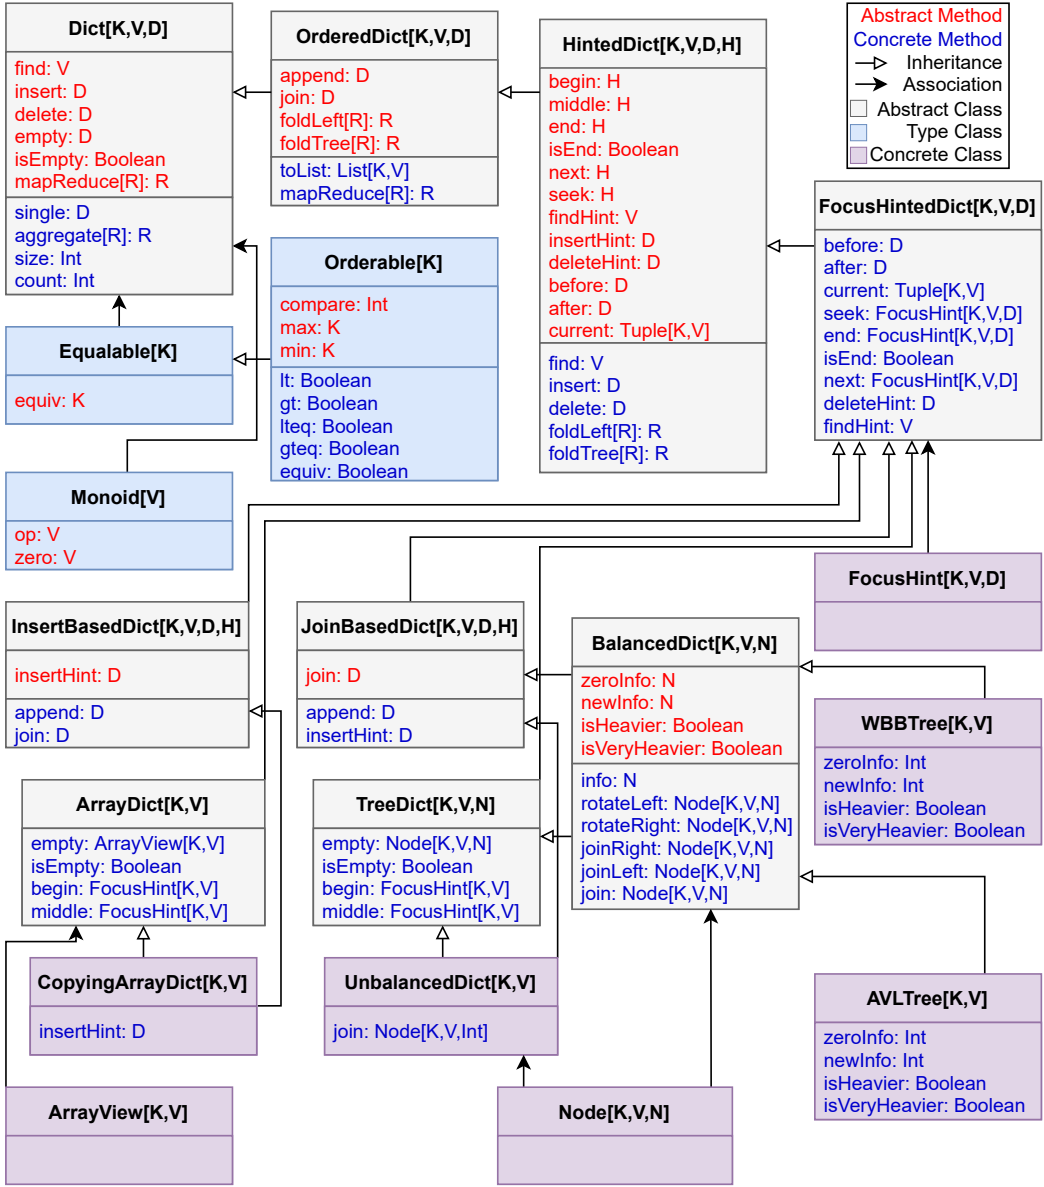 Dict[K,V,D]
find: V
insert: D
delete: D
empty: D
isEmpty: Boolean
mapReduce[R]: R
single: D
aggregate[R]: R
size: Int
count: Int
OrderedDict[K,V,D]
append: D
join: D
foldLeft[R]: R
foldTree[R]: R
toList: List[K,V]
mapReduce[R]: R
HintedDict[K,V,D,H]
begin: H
middle: H
end: H
isEnd: Boolean
next: H
seek: H
findHint: V
insertHint: D
deleteHint: D
before: D
after: D
current: Tuple[K,V]
find: V
insert: D
delete: D
foldLeft[R]: R
foldTree[R]: R
Abstract Method
Concrete Method
Inheritance
Association
Abstract Class
Type Class
Concrete Class
FocusHintedDict[K,V,D]
before: D
after: D
current: Tuple[K,V]
seek: FocusHint[K,V,D]
end: FocusHint[K,V,D]
isEnd: Boolean
next: FocusHint[K,V,D]
deleteHint: D
findHint: V
Orderable[K]
compare: Int
max: K
min: K
lt: Boolean
gt: Boolean
lteq: Boolean
gteq: Boolean
equiv: Boolean
Equalable[K]
equiv: K
Monoid[V]
op: V
zero: V
FocusHint[K,V,D]
InsertBasedDict[K,V,D,H]
insertHint: D
append: D
join: D
JoinBasedDict[K,V,D,H]
join: D
append: D
insertHint: D
BalancedDict[K,V,N]
zeroInfo: N
newInfo: N
isHeavier: Boolean
isVeryHeavier: Boolean
info: N
rotateLeft: Node[K,V,N]
rotateRight: Node[K,V,N]
joinRight: Node[K,V,N]
joinLeft: Node[K,V,N]
join: Node[K,V,N]
WBBTree[K,V]
zeroInfo: Int
newInfo: Int
isHeavier: Boolean
isVeryHeavier: Boolean
ArrayDict[K,V]
empty: ArrayView[K,V]
isEmpty: Boolean
begin: FocusHint[K,V]
middle: FocusHint[K,V]
TreeDict[K,V,N]
empty: Node[K,V,N]
isEmpty: Boolean
begin: FocusHint[K,V]
middle: FocusHint[K,V]
CopyingArrayDict[K,V]
insertHint: D
UnbalancedDict[K,V]
join: Node[K,V,Int]
AVLTree[K,V]
zeroInfo: Int
newInfo: Int
isHeavier: Boolean
isVeryHeavier: Boolean
ArrayView[K,V]
Node[K,V,N]